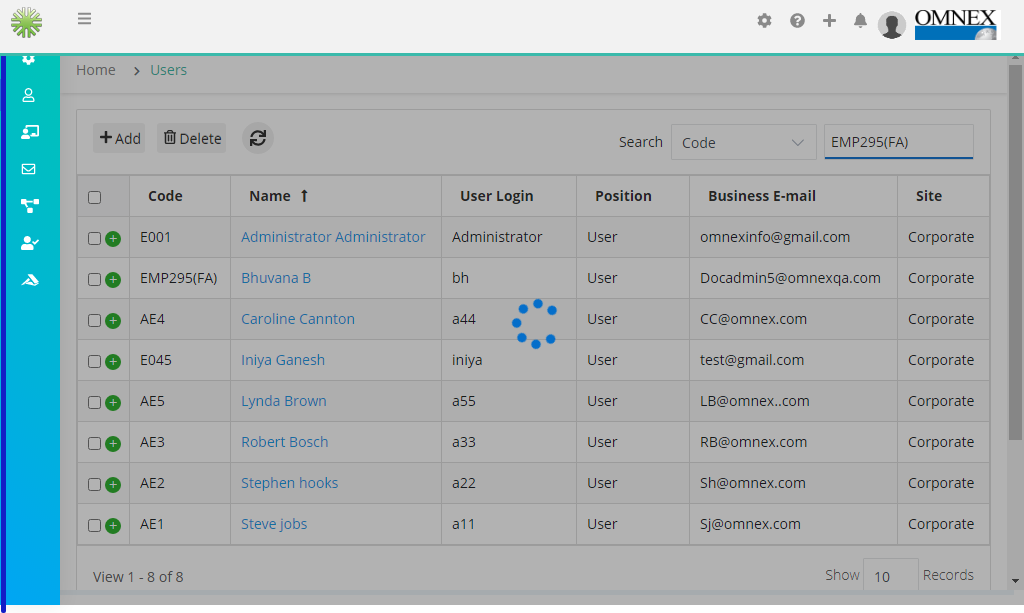 OMNEX
Home > Users
+ Add Delete Search Code EMP295(FA)
Code Name ↑ User Login Position Business E-mail Site
E001 Administrator Administrator Administrator User omnexinfo@gmail.com Corporate
EMP295(FA) Bhuvana B bh User Docadmin5@omnexqa.com Corporate
AE4 Caroline Cannton a44 User CC@omnex.com Corporate
E045 Iniya Ganesh iniya User test@gmail.com Corporate
AE5 Lynda Brown a55 User LB@omnex..com Corporate
AE3 Robert Bosch a33 User RB@omnex.com Corporate
AE2 Stephen hooks a22 User Sh@omnex.com Corporate
AE1 Steve jobs a11 User Sj@omnex.com Corporate
View 1 - 8 of 8 Show 10 Records